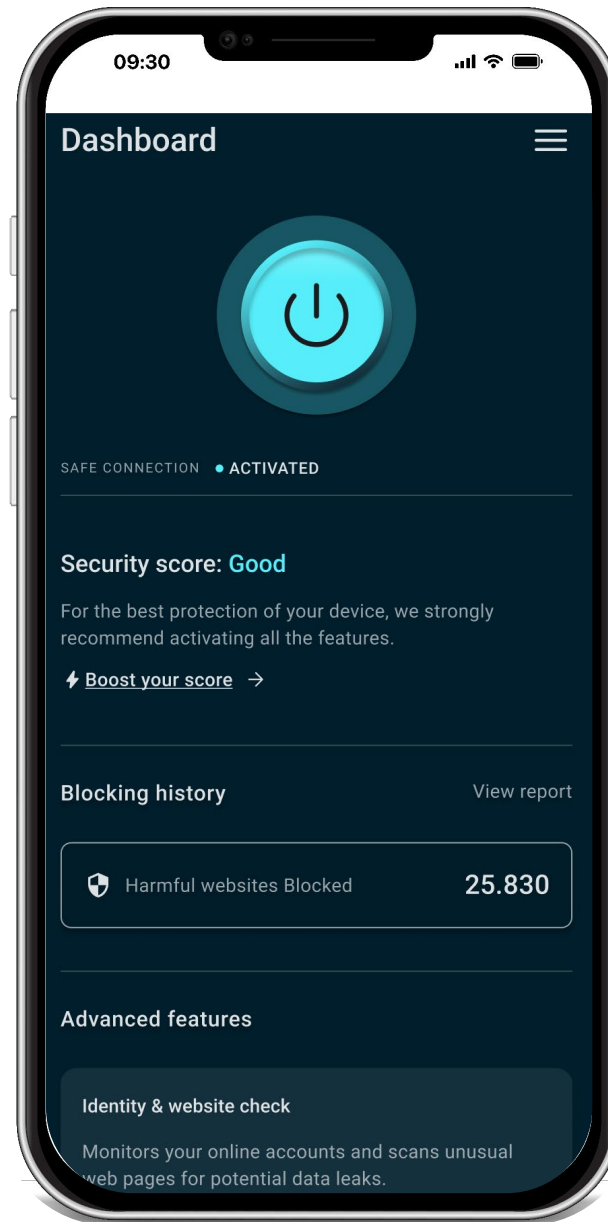 09:30
Dashboard
SAFE CONNECTION ACTIVATED
Security score: Good
For the best protection of your device, we strongly
recommend activating all the features.
Boost your score
Blocking history View report
Harmful websites Blocked 25.830
Advanced features
Identity & website check
Monitors your online accounts and scans unusual
web pages for potential data leaks.